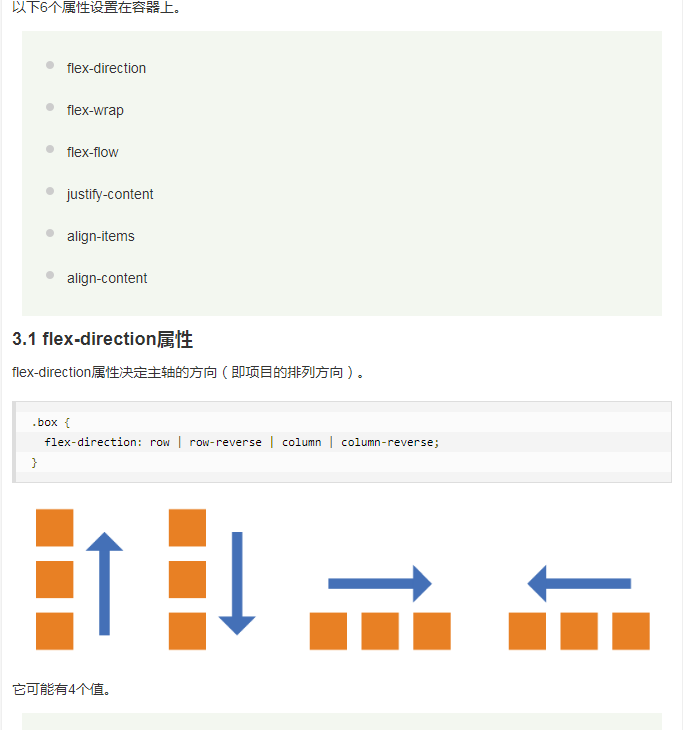 以下6个属性设置在容器上。
flex-direction
flex-wrap
flex-flow
justify-content
align-items
align-content
3.1 flex-direction属性
flex-direction属性决定主轴的方向（即项目的排列方向）。
.box {
  flex-direction: row | row-reverse | column | column-reverse;
}
它可能有4个值。